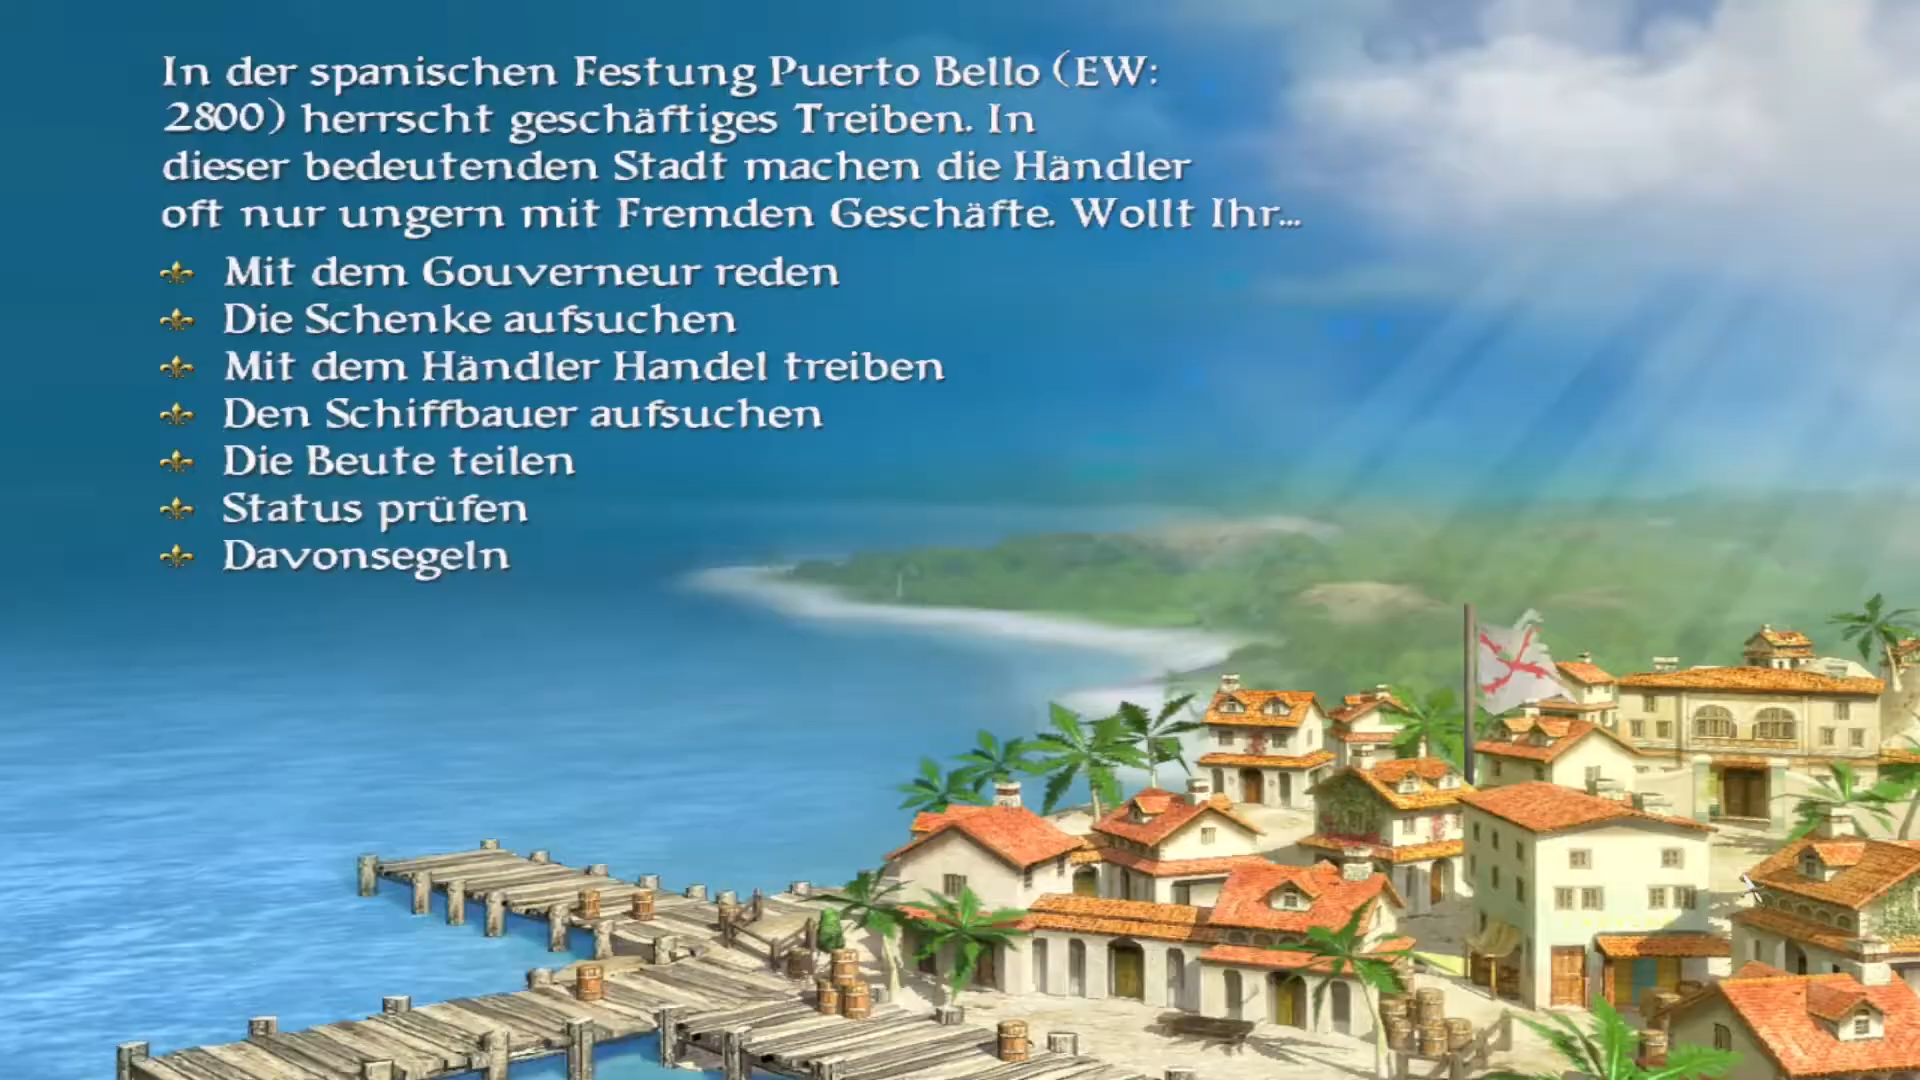 In der spanischen Festung Puerto Bello (EW:
2800) herrscht geschäftiges Treiben. In
dieser bedeutenden Stadt machen die Händler
oft nur ungern mit Fremden Geschäfte. Wollt Ihr...
Mit dem Gouverneur reden
Die Schenke aufsuchen
Mit dem Händler Handel treiben
Den Schiffbauer aufsuchen
Die Beute teilen
Status prüfen
Davonsegeln